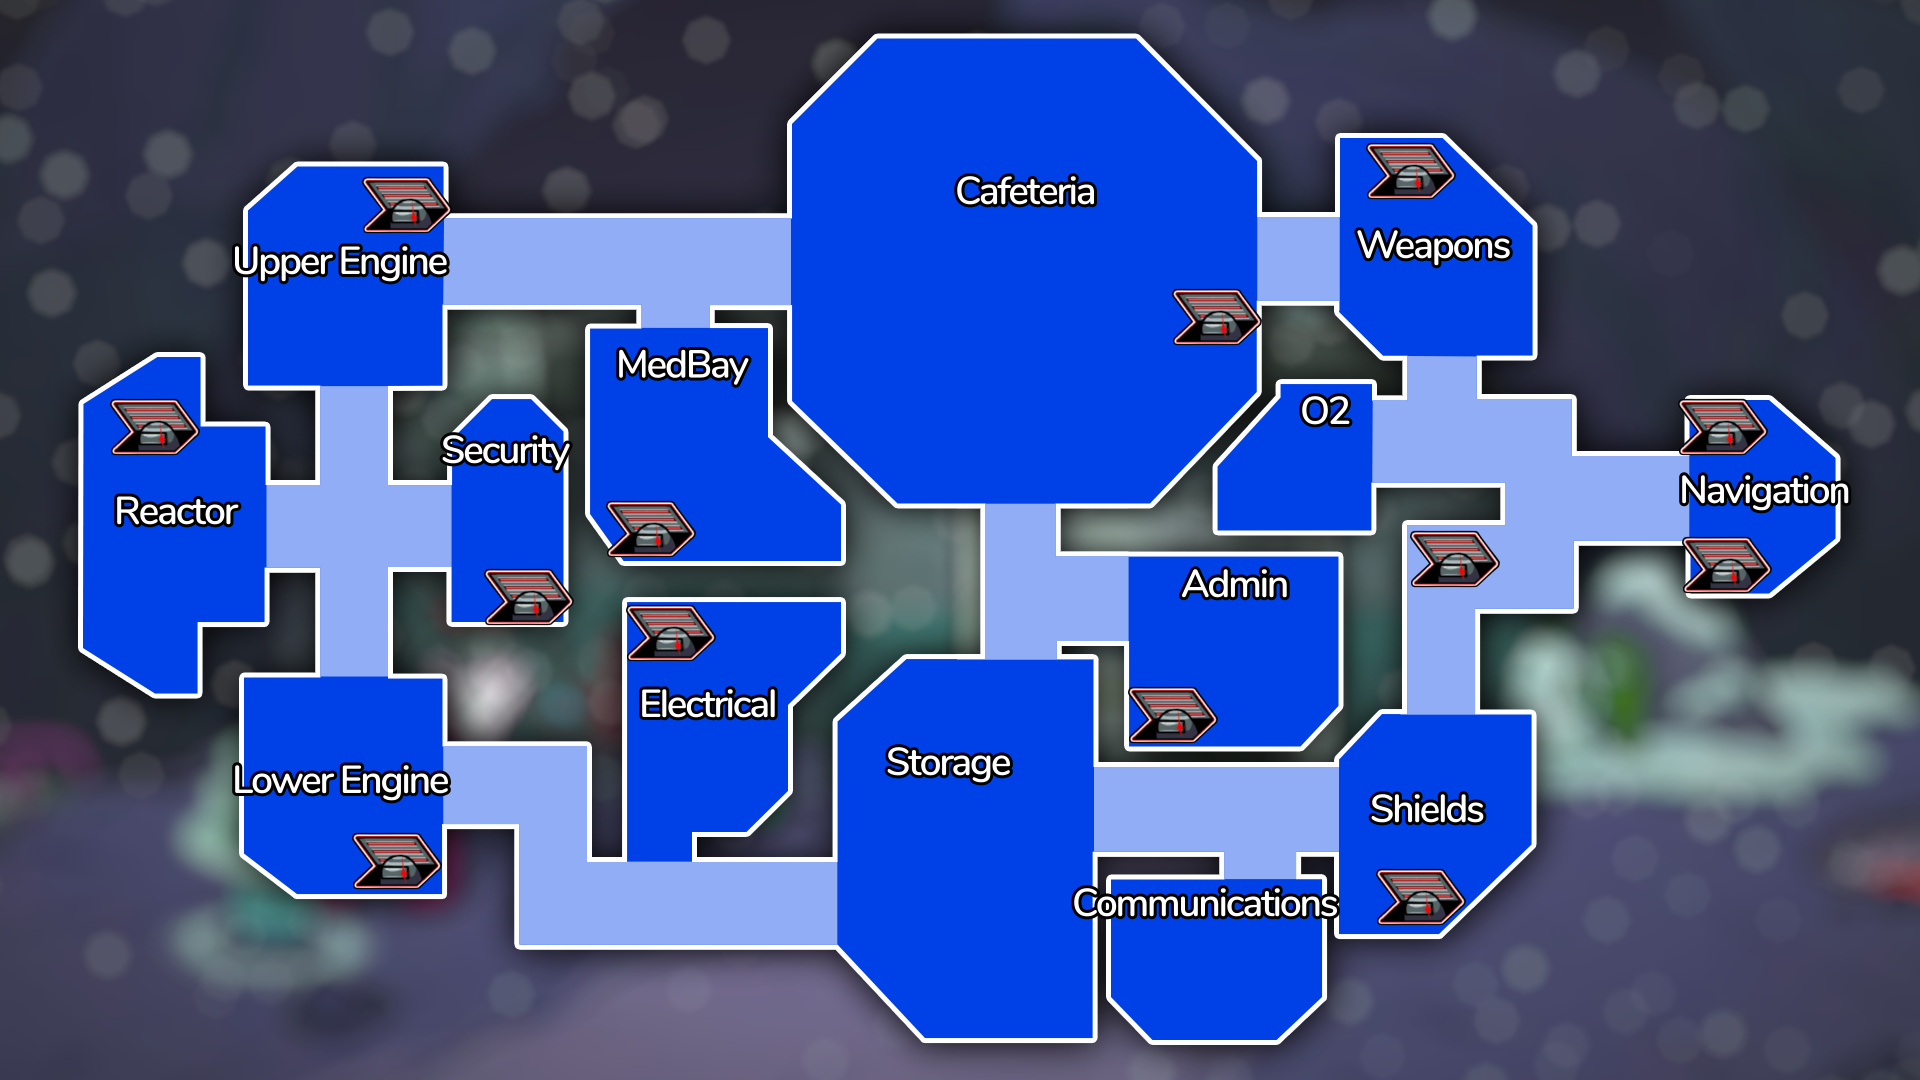 Cafeteria
Weapons
Upper Engine
MedBay
O2
Security
Navigation
Reactor
Admin
Electrical
Storage
Lower Engine
Shields
Communications